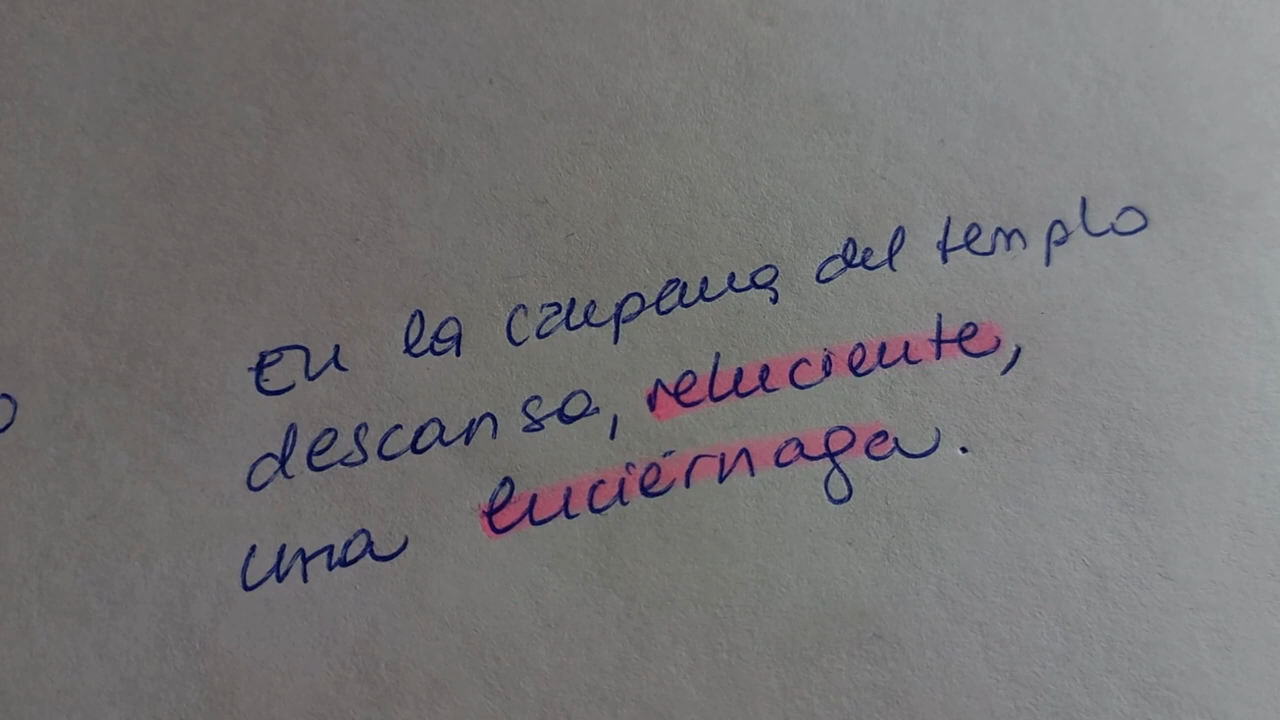 En la campana del templo
descansa, reluciente,
una luciérnaga.